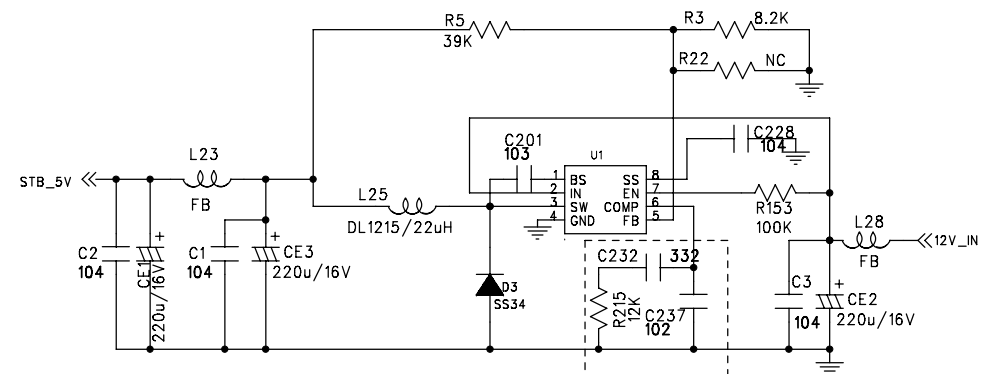 R5
39K
R3 8.2K
R22 NC
C201
103
U1
C228
104
L23
FB
STB_5V
1 BS SS 8
2 IN EN 7
3 SW COMP 6
4 GND FB 5
L25
DL1215/22uH
R153
100K
L28
FB
12V_IN
C2
104
CE1
220u/16V
C1
104
CE3
220u/16V
D3
SS34
C232 332
R215
12K
C237
102
C3
104
CE2
220u/16V
+
+
+